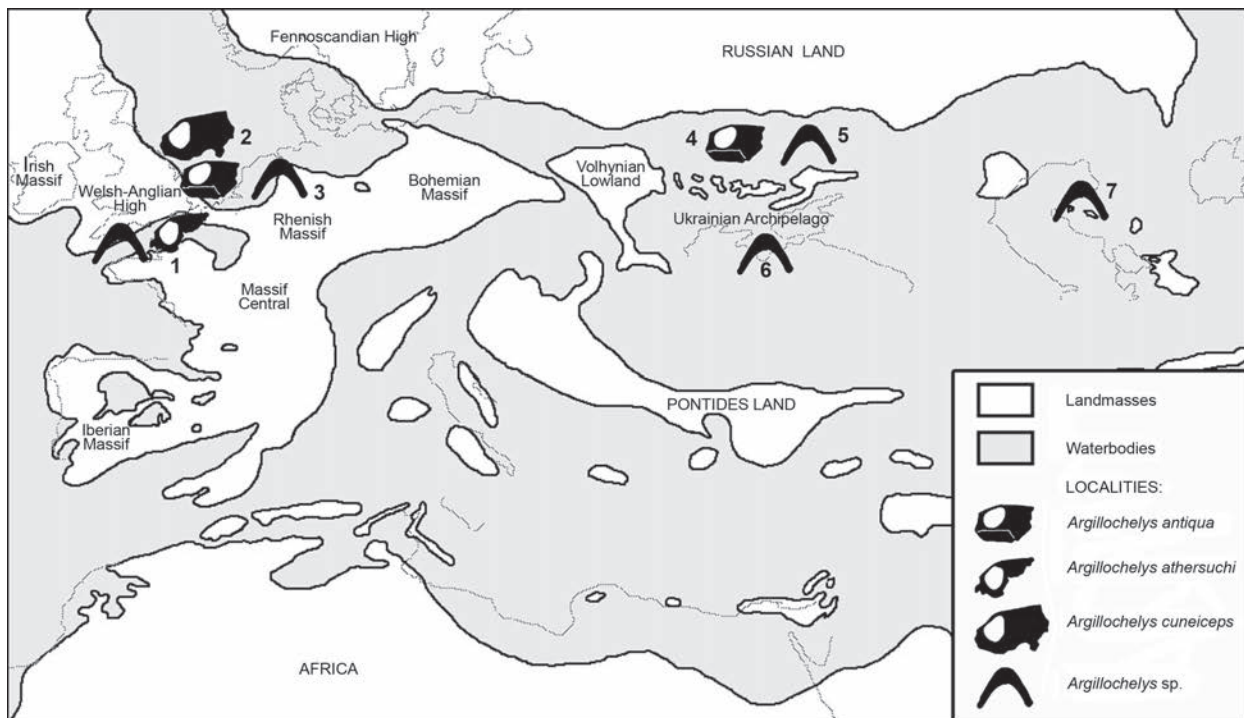 Fennoscandian High
RUSSIAN LAND
2
4
5
Irish
Massif
Welsh-Anglian
High
3
Bohemian
Massif
Volhynian
Lowland
7
Rhenish
Massif
Ukrainian Archipelago
1
6
Massif
Central
PONTIDES LAND
Iberian
Massif
AFRICA
Landmasses
Waterbodies
LOCALITIES:
Argillochelys antiqua
Argillochelys athersuchi
Argillochelys cuneiceps
Argillochelys sp.